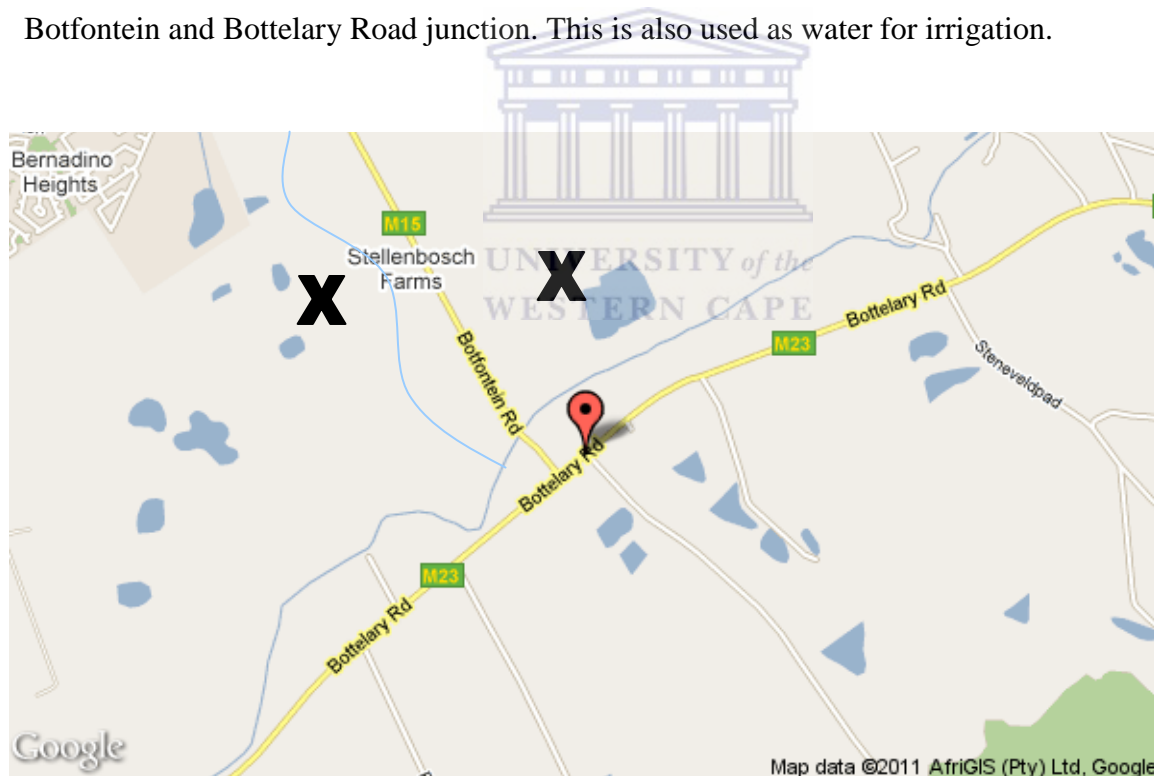 Botfontein and Bottelary Road junction. This is also used as water for irrigation.
Bernadino
Heights
M15
Stellenbosch
Farms
X
X
UNIVERSITY of the
WESTERN CAPE
Botfontein Rd
Bottelary Rd
M23
Steneveldpad
Bottelary Rd
M23
Bottelary Rd
Google
Map data ©2011 AfriGIS (Pty) Ltd, Google